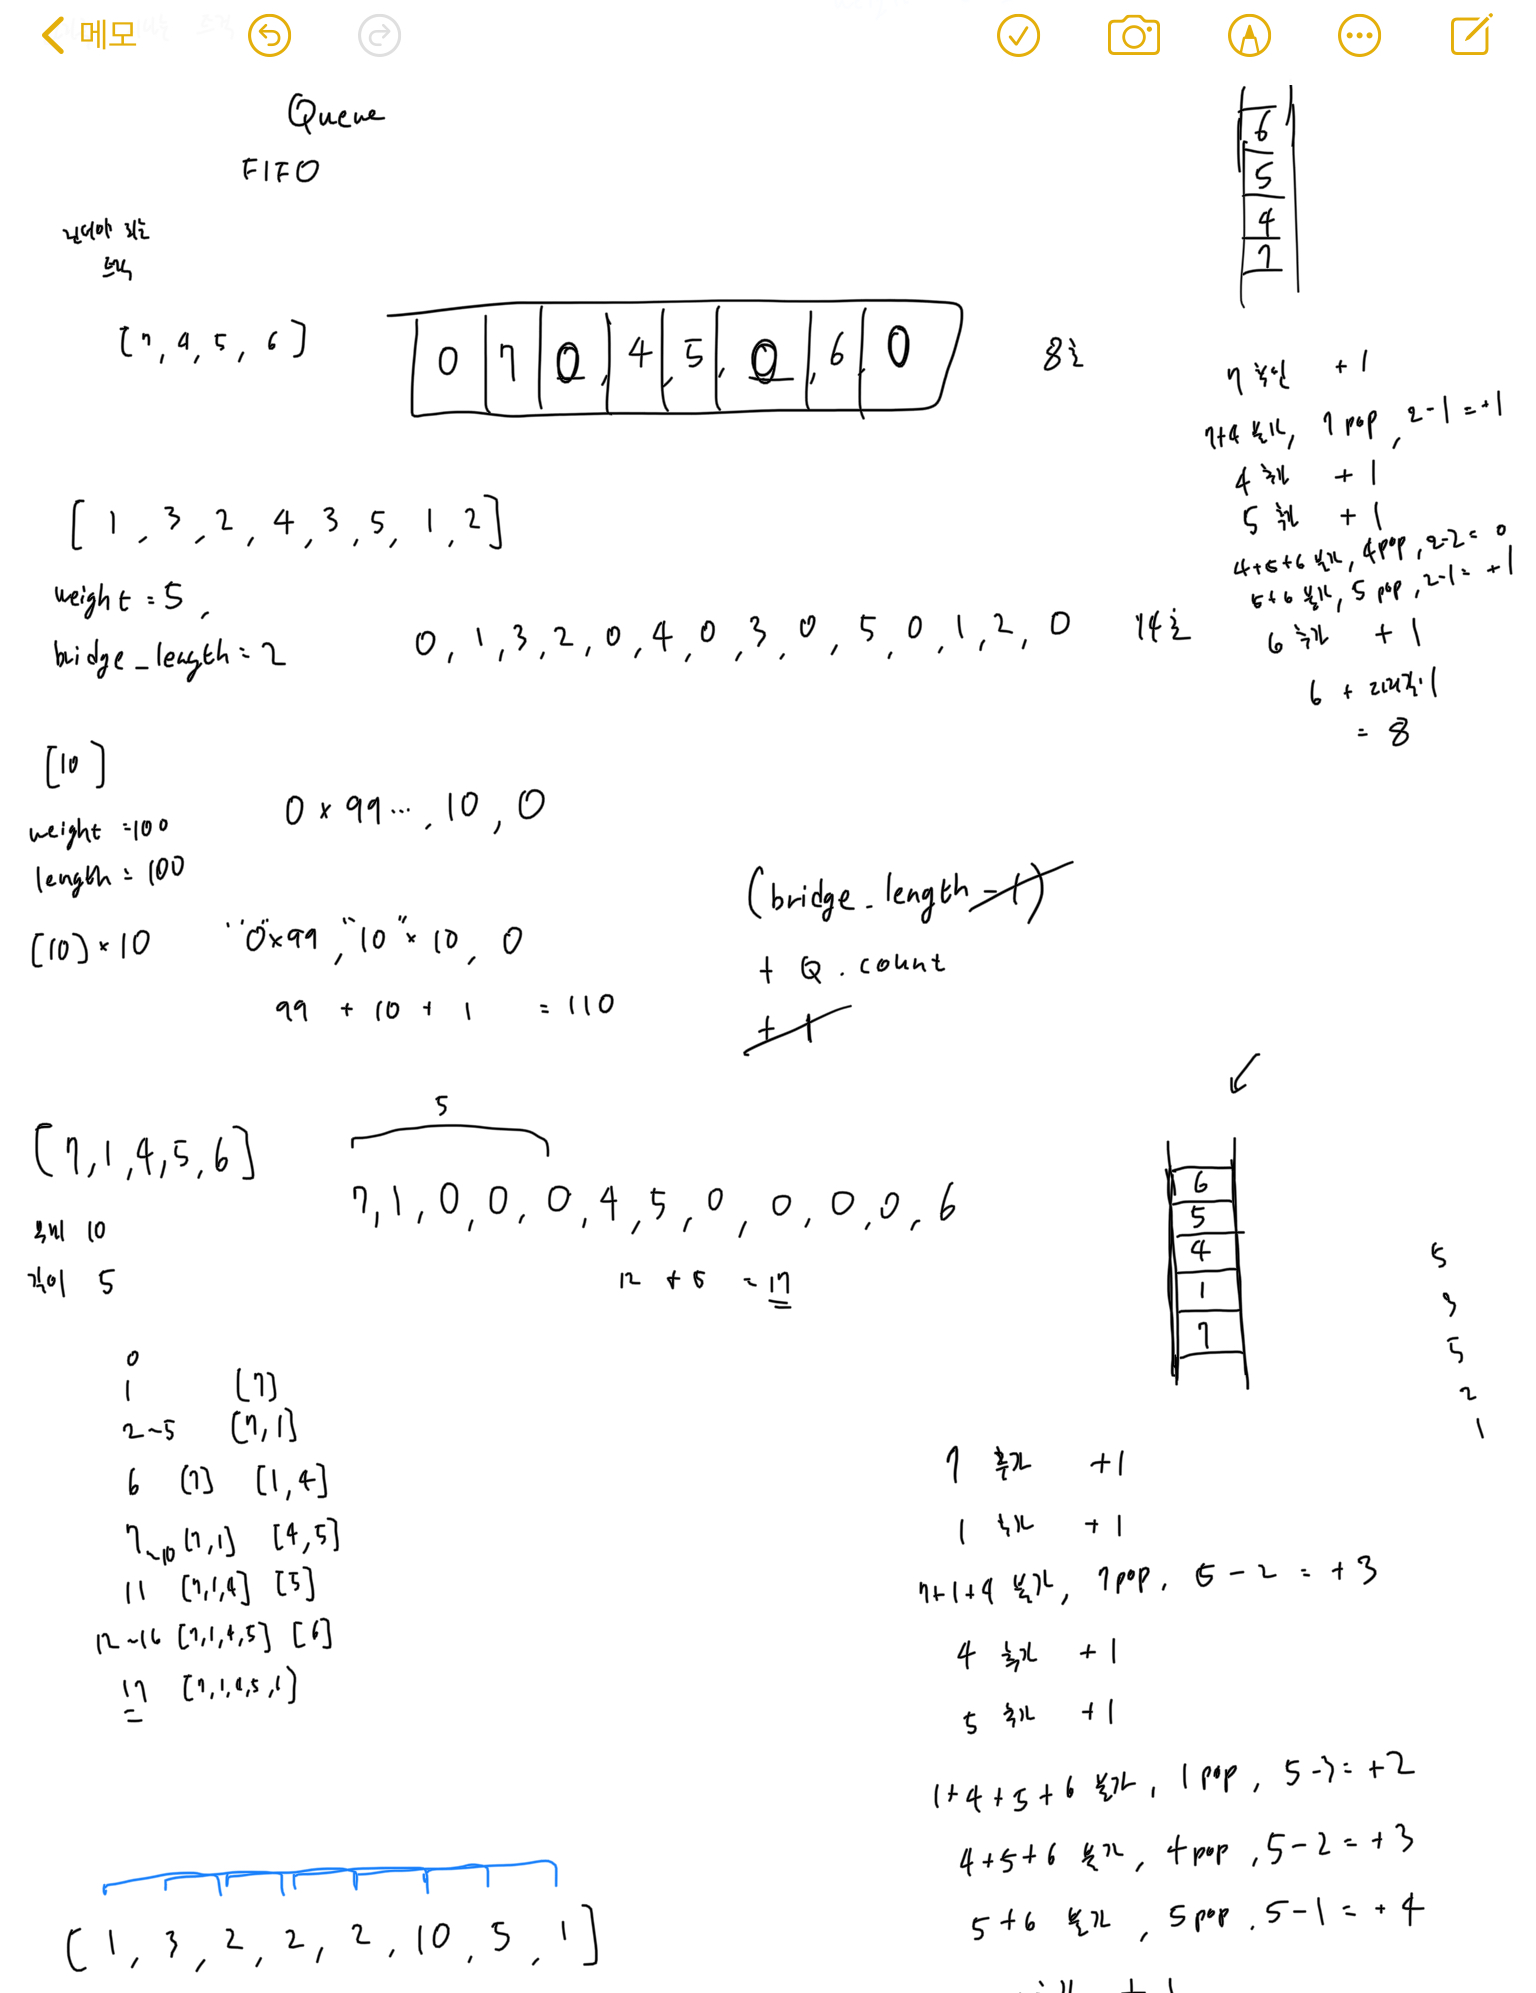 메모
Queue
FIFO
건너야 되는
트럭
[7, 4, 5, 6]
0 7 0, 4, 5, 0, 6, 0
8초
6
5
4
7
7 확인 +1
7+4 불가, 7 pop, 2-1=+1
4 추가 +1
5 추가 +1
4+5+6 불가, 4 pop, 2-2=0
5+6 불가, 5 pop, 2-1=+1
6 추가 +1
6 + 마지막·1
= 8
[1, 3, 2, 4, 3, 5, 1, 2]
weight = 5,
bridge_length = 2
0, 1, 3, 2, 0, 4, 0, 3, 0, 5, 0, 1, 2, 0
14초
[10]
weight = 100
length = 100
0 × 99 ..., 10, 0
[10] × 10
"0"×99, "10" × 10, 0
99 + 10 + 1 = 110
(bridge_length - 1)
+ Q.count
+ 1
[7, 1, 4, 5, 6]
5
7, 1, 0, 0, 0, 4, 5, 0, 0, 0, 0, 6
무게 10
길이 5
12 + 5 = 17
0
1 [7]
2~5 [7, 1]
6 [7] [1, 4]
7~10 [7, 1] [4, 5]
11 [7, 1, 4] [5]
12~16 [7, 1, 4, 5] [6]
17
6
5
4
1
7
5
3
5
2
1
7 추가 +1
1 추가 +1
7+1+4 불가, 7 pop, 5-2 = +3
4 추가 +1
5 추가 +1
1+4+5+6 불가, 1 pop, 5-3 = +2
4+5+6 불가, 4 pop, 5-2 = +3
5+6 불가, 5 pop, 5-1 = +4
[1, 3, 2, 2, 2, 10, 5, 1]